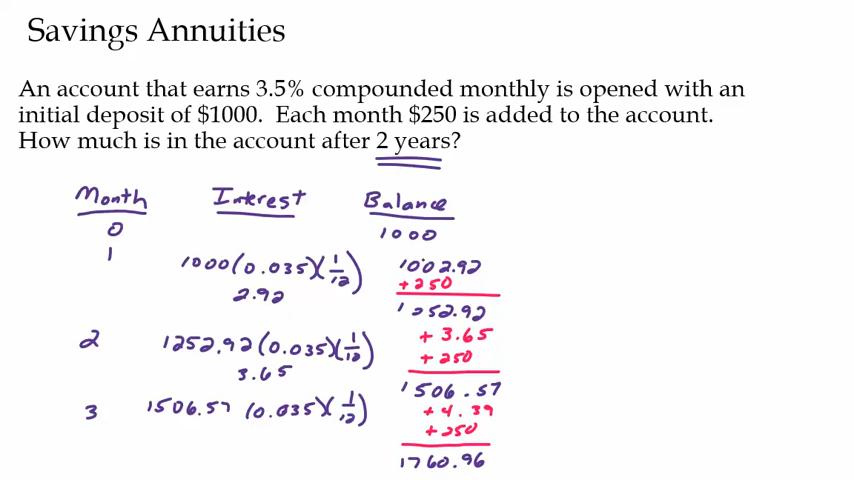 Savings Annuities
An account that earns 3.5% compounded monthly is opened with an
initial deposit of $1000. Each month $250 is added to the account.
How much is in the account after 2 years?
Month Interest Balance
0 1000
1 1000(0.035)(1/12) 1002.92
2.92 +250
1252.92
2 1252.92(0.035)(1/12) +3.65
3.65 +250
1506.57
3 1506.57(0.035)(1/12) +4.39
+250
1760.96